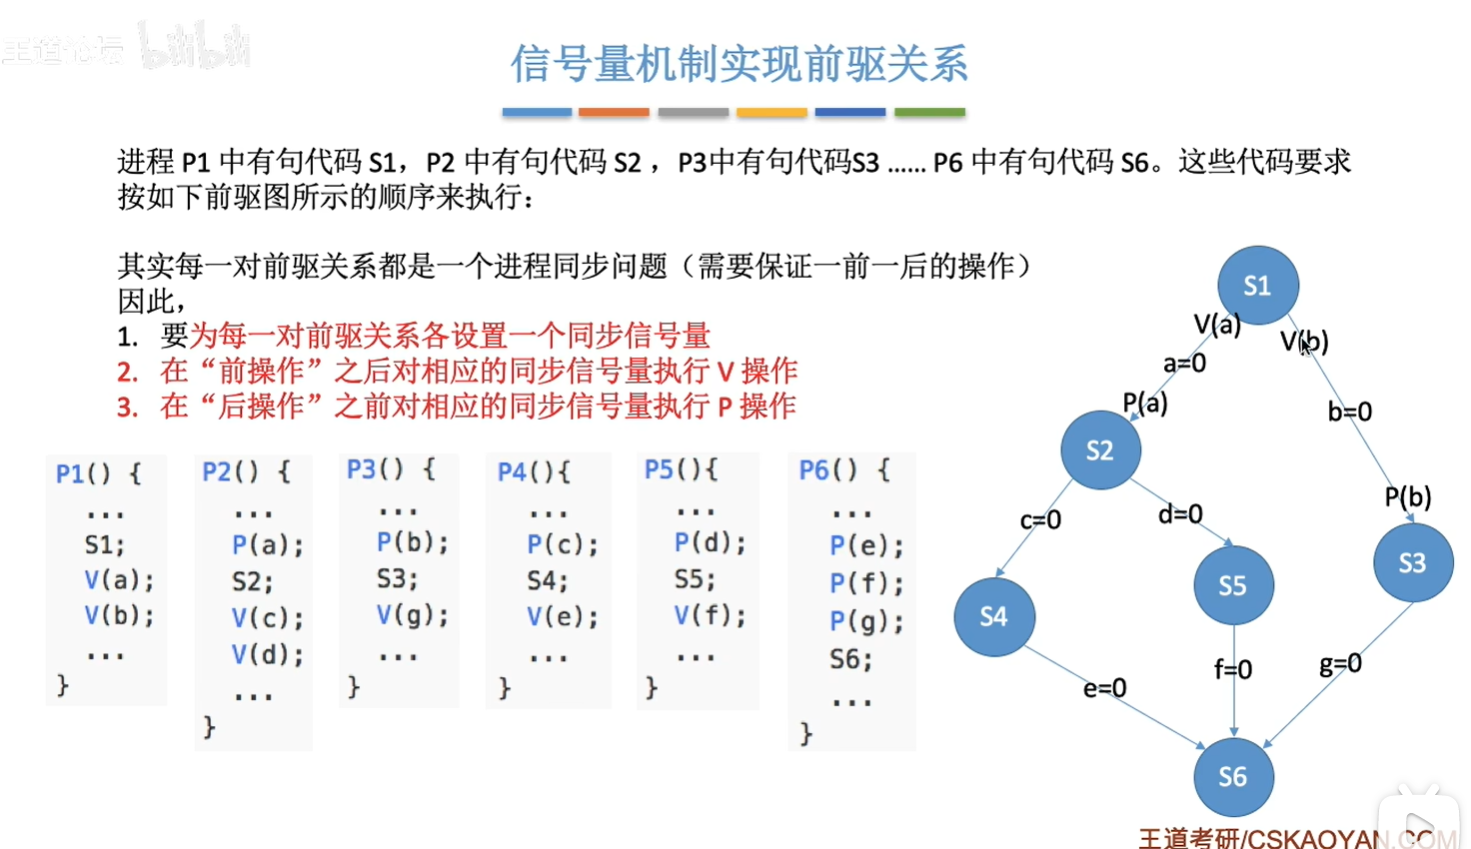 王道论坛 bilibili
信号量机制实现前驱关系
进程 P1 中有句代码 S1，P2 中有句代码 S2 ，P3中有句代码S3 …… P6 中有句代码 S6。这些代码要求
按如下前驱图所示的顺序来执行：
其实每一对前驱关系都是一个进程同步问题（需要保证一前一后的操作）
因此，
1. 要为每一对前驱关系各设置一个同步信号量
2. 在“前操作”之后对相应的同步信号量执行 V 操作
3. 在“后操作”之前对相应的同步信号量执行 P 操作
P1() {
...
S1;
V(a);
V(b);
...
}
P2() {
...
P(a);
S2;
V(c);
V(d);
...
}
P3() {
...
P(b);
S3;
V(g);
...
}
P4(){
...
P(c);
S4;
V(e);
...
}
P5(){
...
P(d);
S5;
V(f);
...
}
P6() {
...
P(e);
P(f);
P(g);
S6;
...
}
S1
V(a)
V(b)
a=0
P(a)
b=0
S2
P(b)
c=0
d=0
S3
S5
S4
f=0
g=0
e=0
S6
王道考研/CSKAOYAN.COM